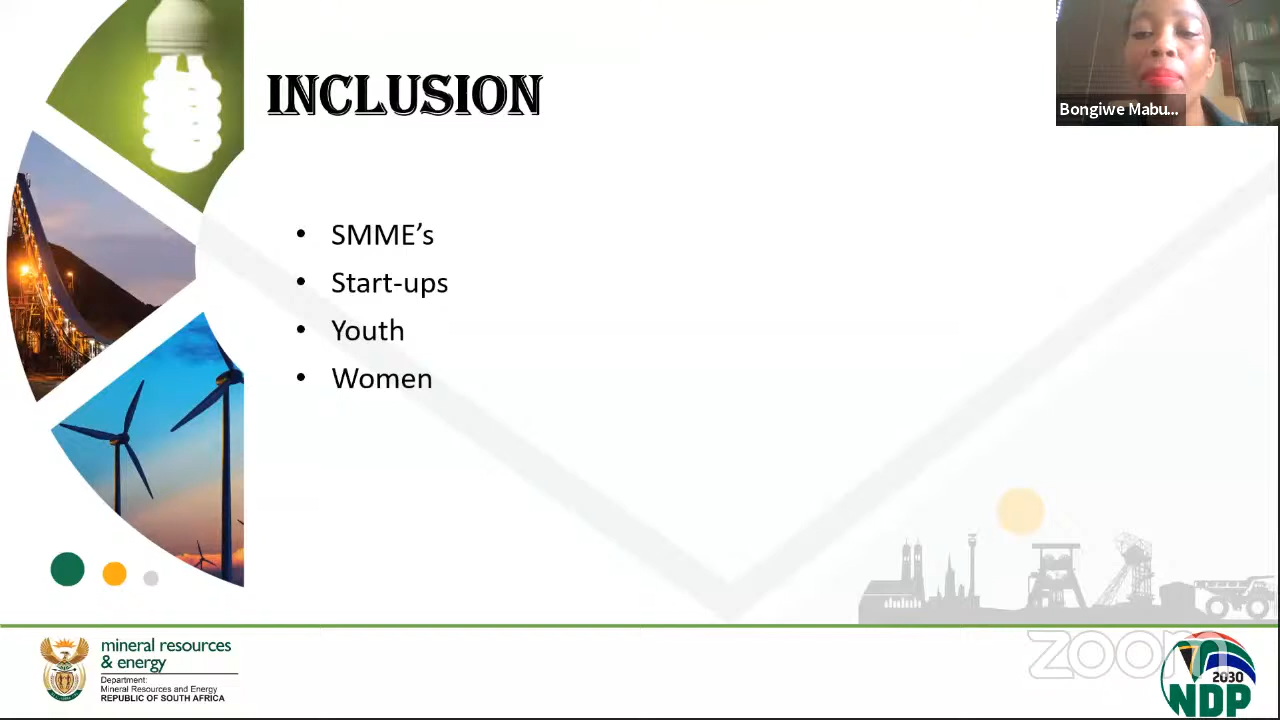 INCLUSION
Bongiwe Mabu...
• SMME’s
• Start-ups
• Youth
• Women
mineral resources
& energy
Department:
Mineral Resources and Energy
REPUBLIC OF SOUTH AFRICA
zoom
2030
NDP